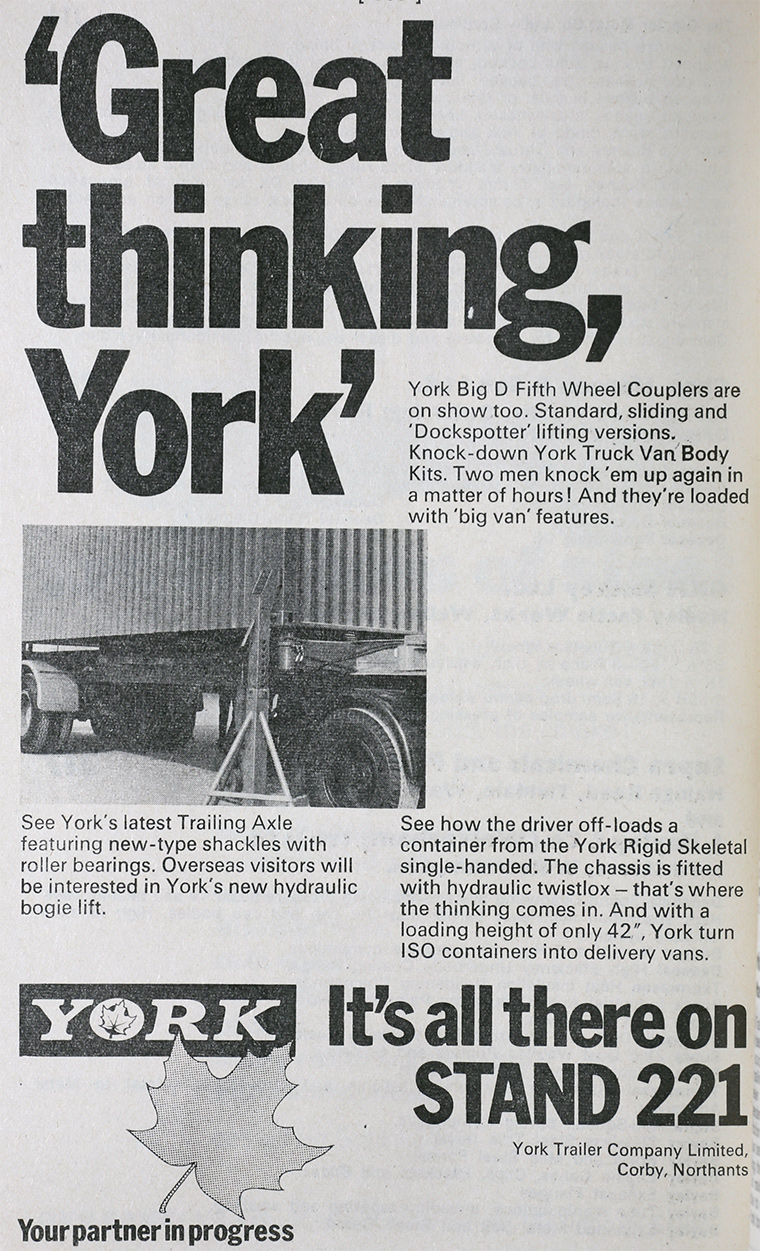 ‘Great
thinking,
York’
York Big D Fifth Wheel Couplers are
on show too. Standard, sliding and
‘Dockspotter’ lifting versions.
Knock-down York Truck Van Body
Kits. Two men knock ’em up again in
a matter of hours! And they’re loaded
with ‘big van’ features.
See York’s latest Trailing Axle
featuring new-type shackles with
roller bearings. Overseas visitors will
be interested in York’s new hydraulic
bogie lift.
See how the driver off-loads a
container from the York Rigid Skeletal
single-handed. The chassis is fitted
with hydraulic twistlox – that’s where
the thinking comes in. And with a
loading height of only 42″, York turn
ISO containers into delivery vans.
YORK
It’s all there on
STAND 221
York Trailer Company Limited,
Corby, Northants
Your partner in progress